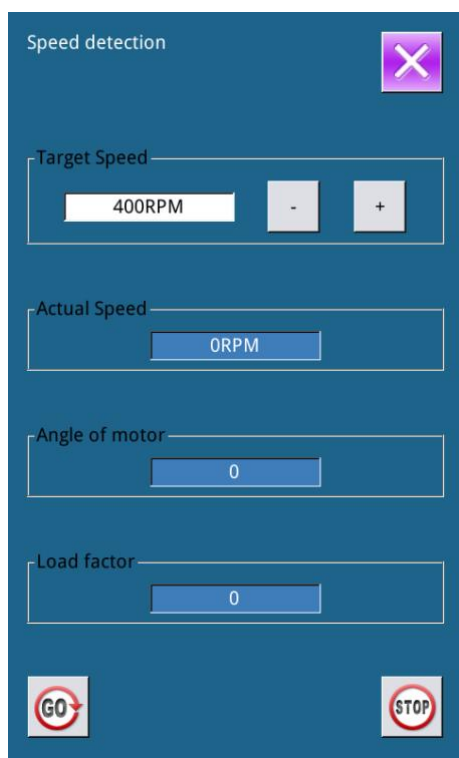 Speed detection
Target Speed
400RPM - +
Actual Speed
0RPM
Angle of motor
0
Load factor
0
GO STOP